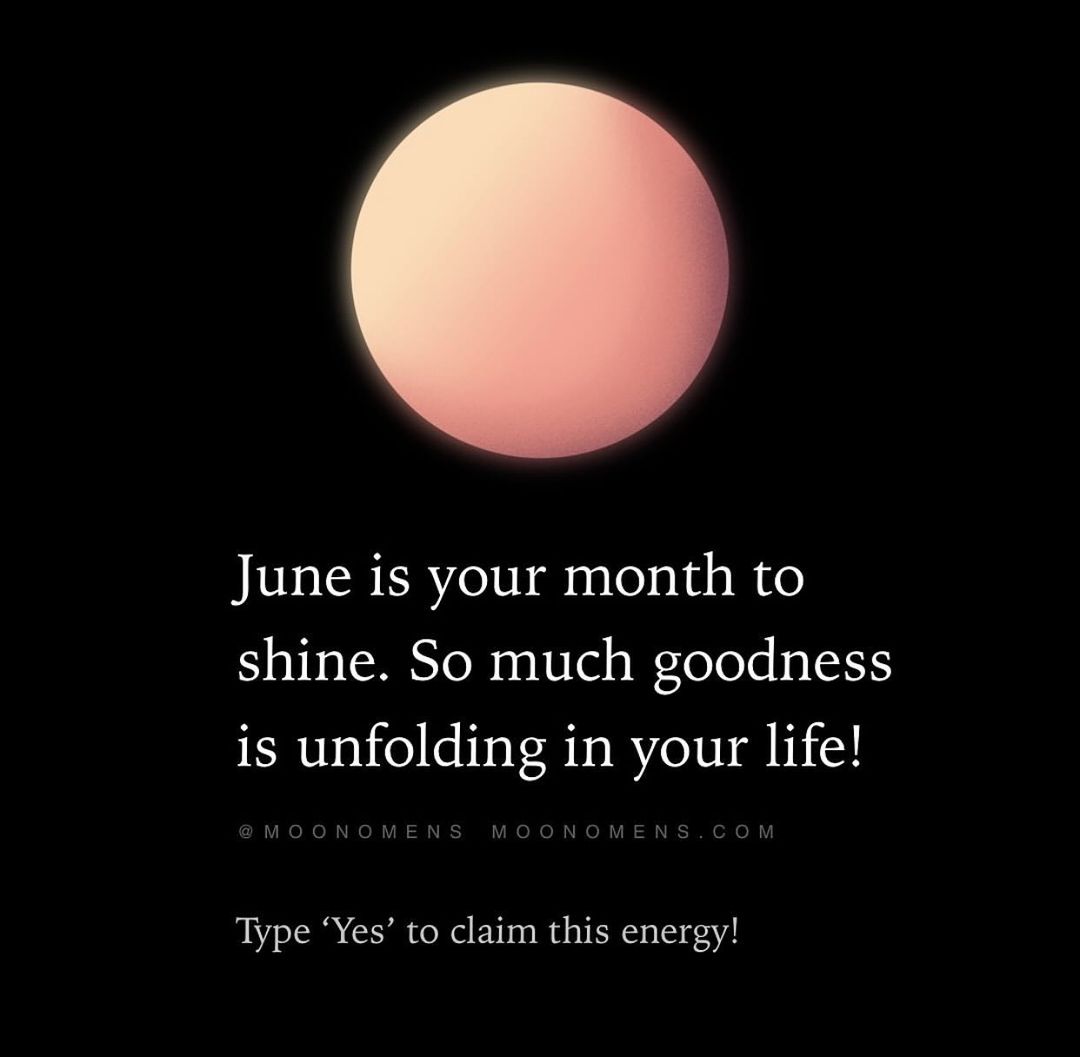 June is your month to
shine. So much goodness
is unfolding in your life!
@MOONOMENS MOONOMENS.COM
Type ‘Yes’ to claim this energy!